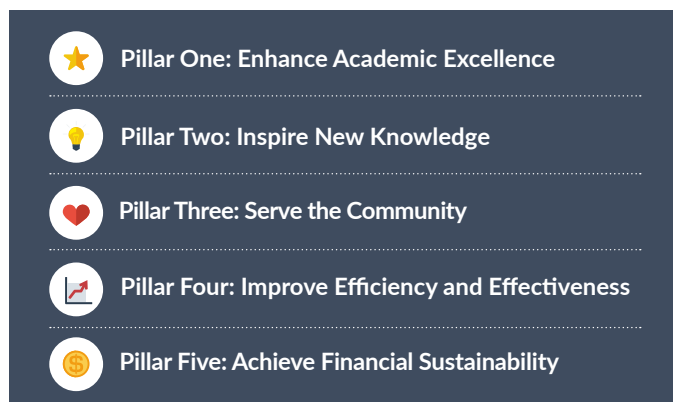 Pillar One: Enhance Academic Excellence
Pillar Two: Inspire New Knowledge
Pillar Three: Serve the Community
Pillar Four: Improve Efficiency and Effectiveness
Pillar Five: Achieve Financial Sustainability